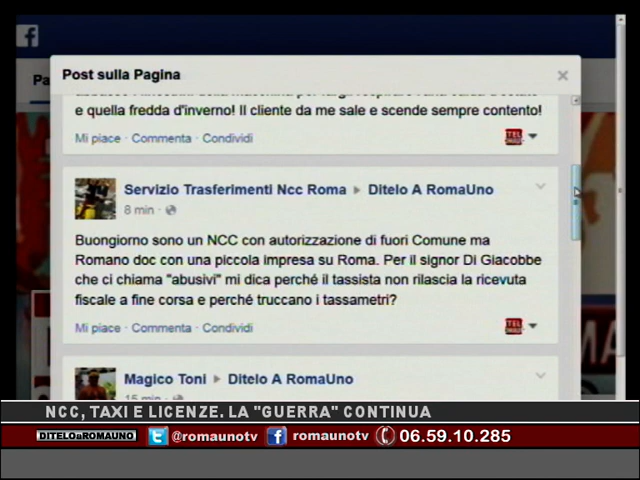 Post sulla Pagina
e quella fredda d'inverno! Il cliente da me sale e scende sempre contento!
Mi piace · Commenta · Condividi
Servizio Trasferimenti Ncc Roma ▸ Ditelo A RomaUno
8 min ·
Buongiorno sono un NCC con autorizzazione di fuori Comune ma
Romano doc con una piccola impresa su Roma. Per il signor Di Giacobbe
che ci chiama "abusivi" mi dica perché il tassista non rilascia la ricevuta
fiscale a fine corsa e perché truccano i tassametri?
Mi piace · Commenta · Condividi
Magico Toni ▸ Ditelo A RomaUno
15 min ·
NCC, TAXI E LICENZE. LA "GUERRA" CONTINUA
DITELOaROMAUNO @romaunotv romaunotv 06.59.10.285